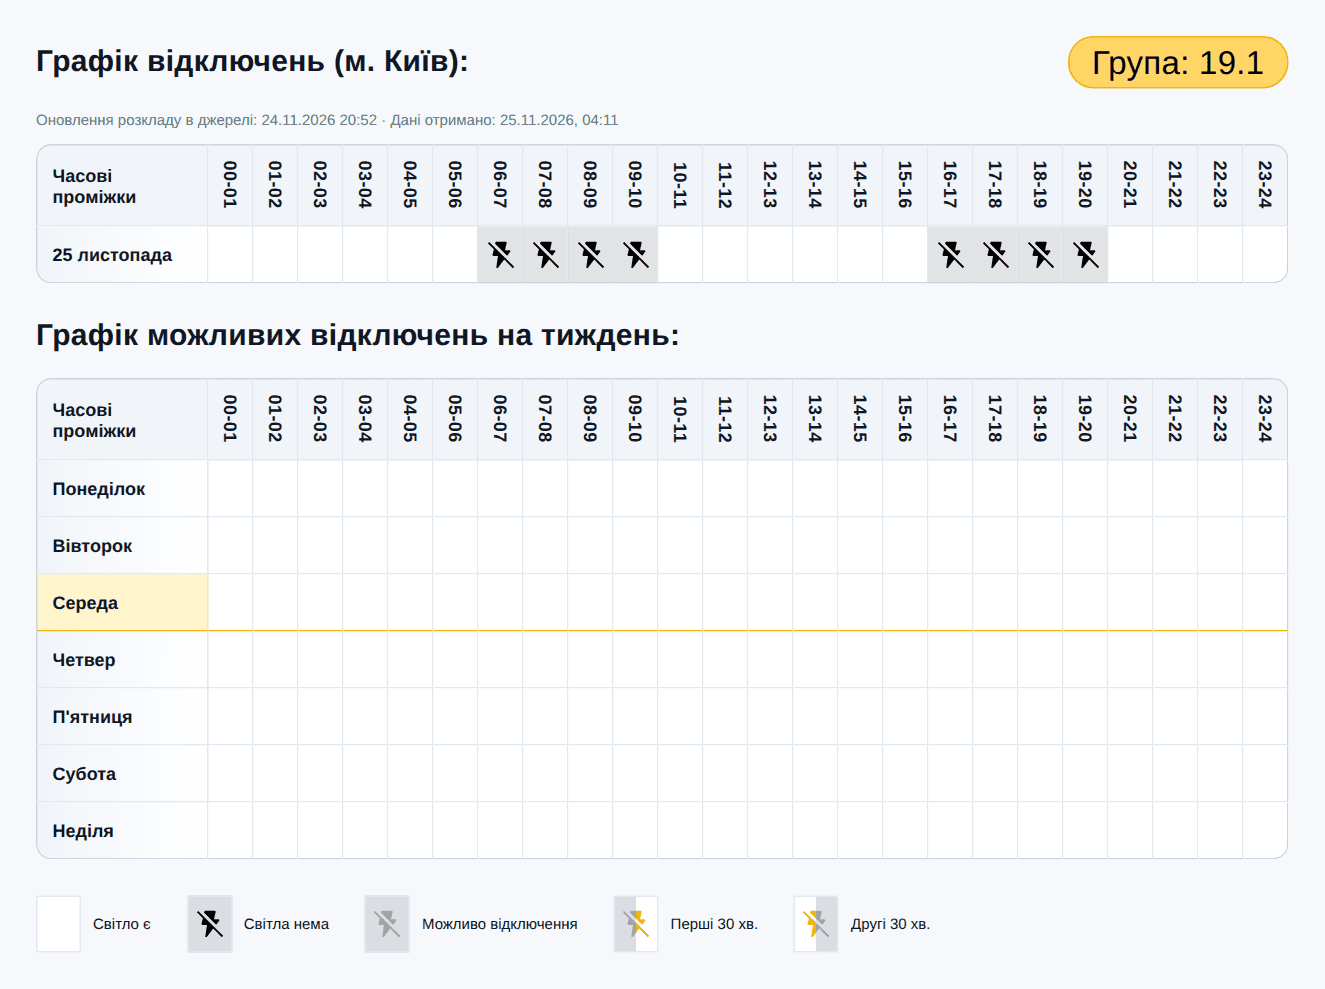 Графік відключень (м. Київ):
Група: 19.1
Оновлення розкладу в джерелі: 24.11.2026 20:52 · Дані отримано: 25.11.2026, 04:11
Часові проміжки 00-01 01-02 02-03 03-04 04-05 05-06 06-07 07-08 08-09 09-10 10-11 11-12 12-13 13-14 14-15 15-16 16-17 17-18 18-19 19-20 20-21 21-22 22-23 23-24
25 листопада
Графік можливих відключень на тиждень:
Часові проміжки 00-01 01-02 02-03 03-04 04-05 05-06 06-07 07-08 08-09 09-10 10-11 11-12 12-13 13-14 14-15 15-16 16-17 17-18 18-19 19-20 20-21 21-22 22-23 23-24
Понеділок
Вівторок
Середа
Четвер
П'ятниця
Субота
Неділя
Світло є Світла нема Можливо відключення Перші 30 хв. Другі 30 хв.